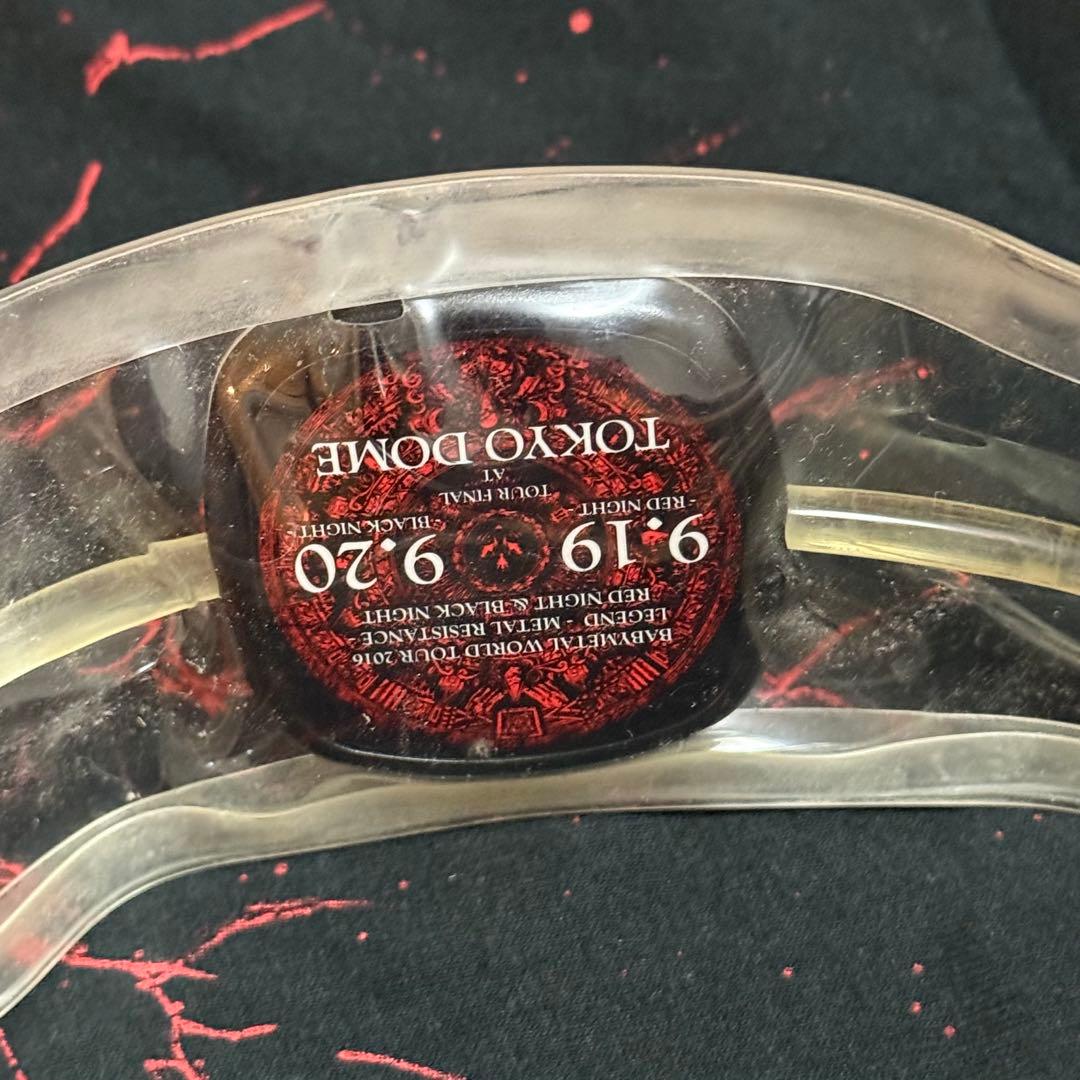 BABYMETAL WORLD TOUR 2016
LEGEND - METAL RESISTANCE -
RED NIGHT & BLACK NIGHT
9.19 9.20
- RED NIGHT - - BLACK NIGHT -
TOUR FINAL
AT
TOKYO DOME